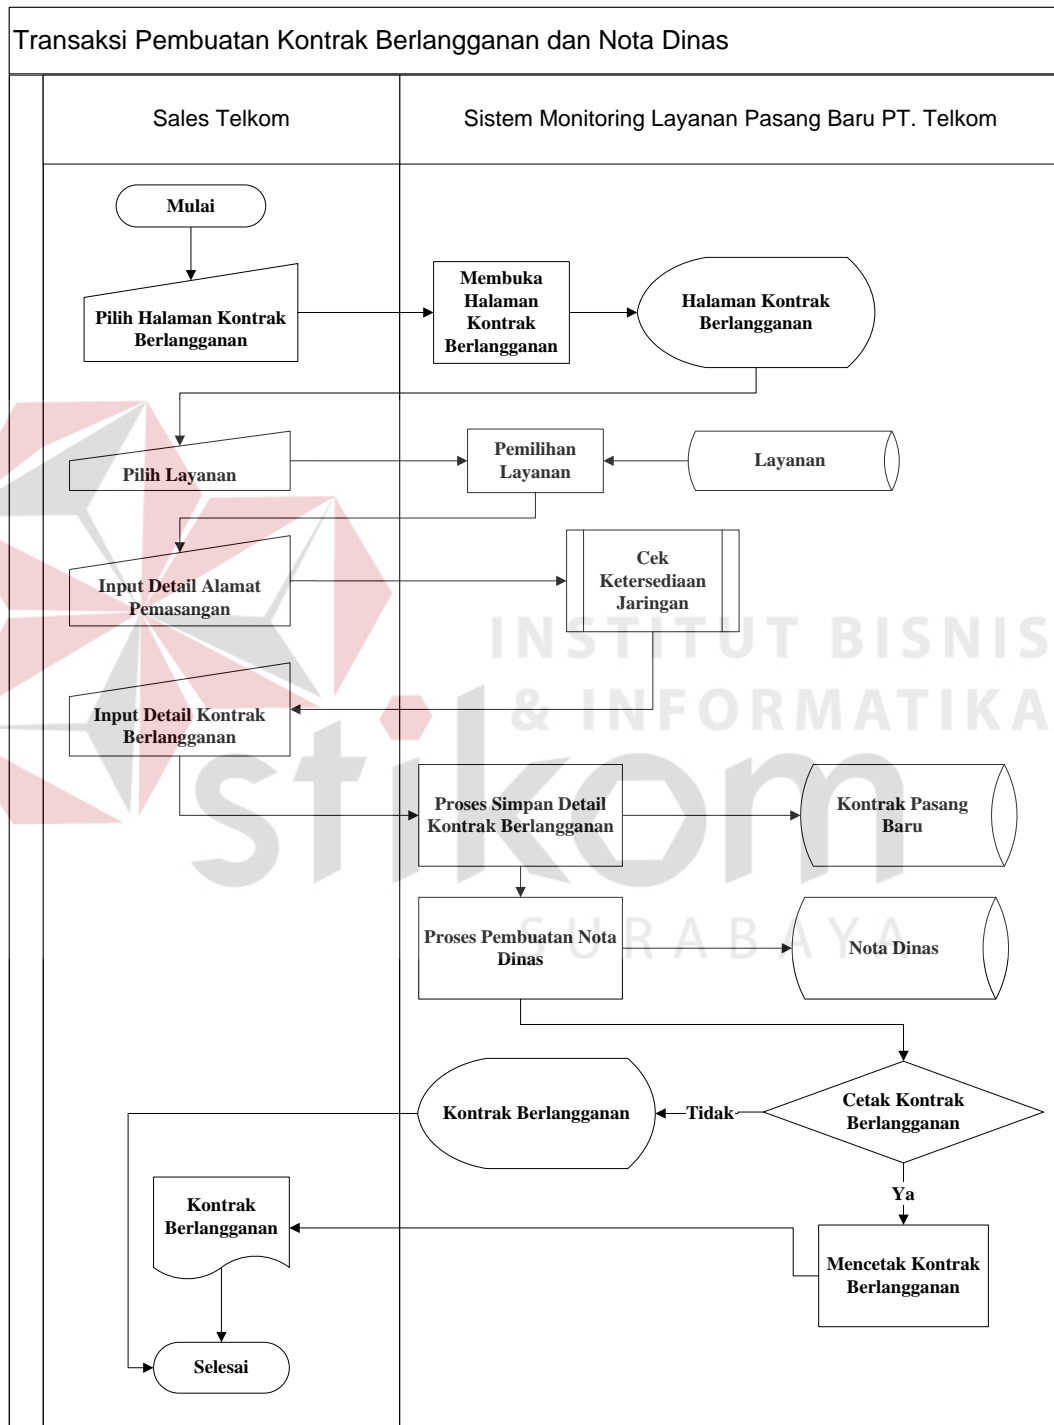 Transaksi Pembuatan Kontrak Berlangganan dan Nota Dinas
Sales Telkom
Sistem Monitoring Layanan Pasang Baru PT. Telkom
Mulai
Pilih Halaman Kontrak
Berlangganan
Membuka
Halaman
Kontrak
Berlangganan
Halaman Kontrak
Berlangganan
Pilih Layanan
Pemilihan
Layanan
Layanan
Input Detail Alamat
Pemasangan
Cek
Ketersediaan
Jaringan
INSTITUT BISNIS
& INFORMATIKA
stikom
SURABAYA
Input Detail Kontrak
Berlangganan
Proses Simpan Detail
Kontrak Berlangganan
Kontrak Pasang
Baru
Proses Pembuatan Nota
Dinas
Nota Dinas
Cetak Kontrak
Berlangganan
Tidak
Kontrak Berlangganan
Ya
Mencetak Kontrak
Berlangganan
Kontrak
Berlangganan
Selesai